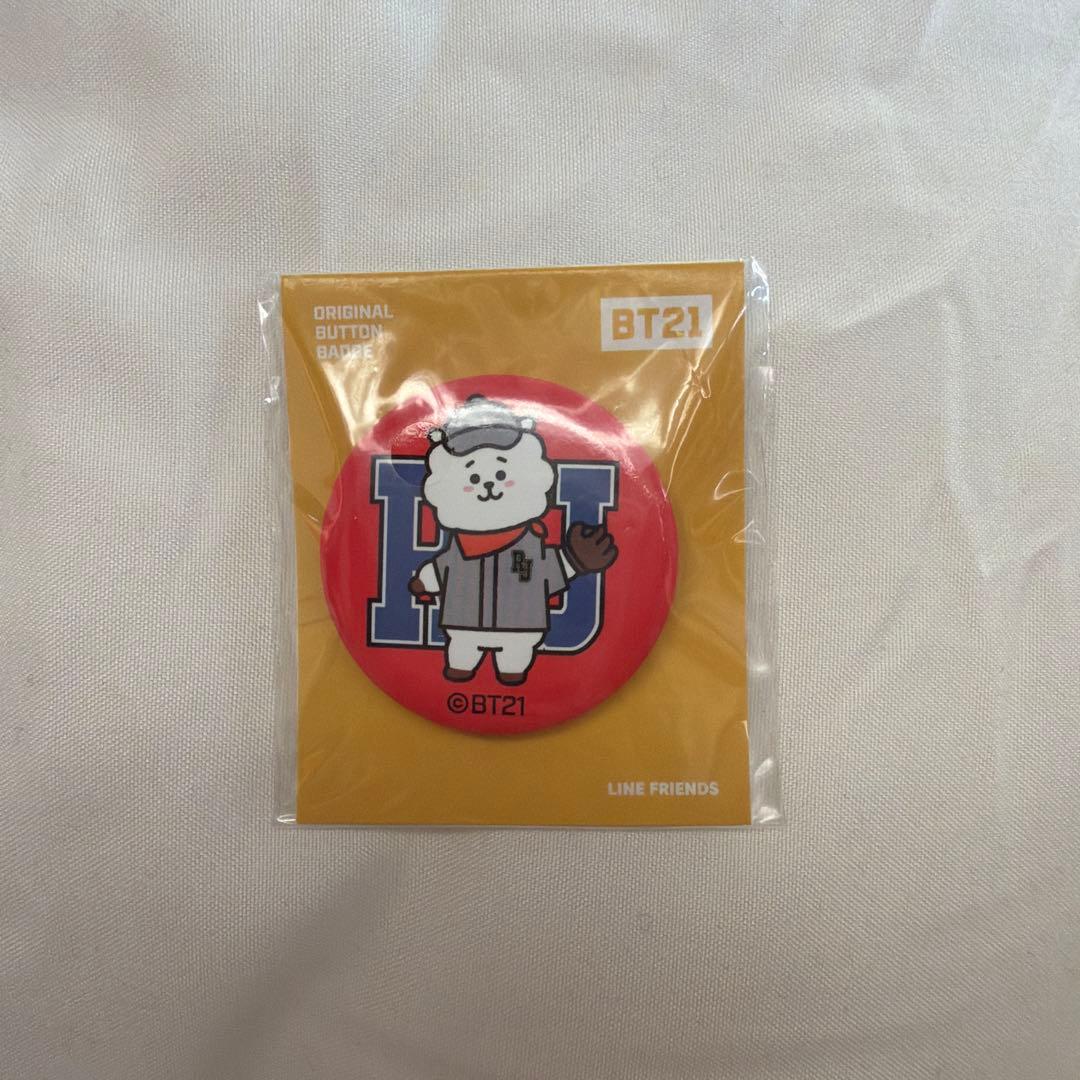 ORIGINAL
BUTTON
BADGE
BT21
RJ
RJ
©BT21
LINE FRIENDS